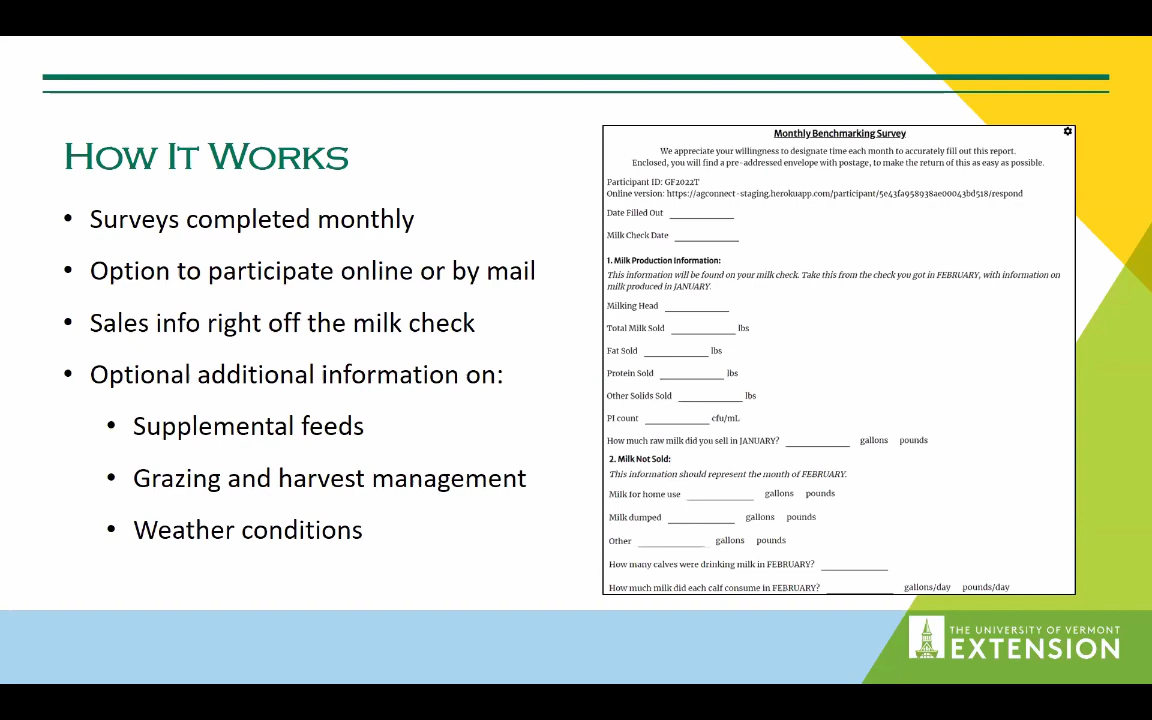 How It Works
• Surveys completed monthly
• Option to participate online or by mail
• Sales info right off the milk check
• Optional additional information on:
• Supplemental feeds
• Grazing and harvest management
• Weather conditions
Monthly Benchmarking Survey
We appreciate your willingness to designate time each month to accurately fill out this report.
Enclosed, you will find a pre-addressed envelope with postage, to make the return of this as easy as possible.
Participant ID: GF2022T
Online version: https://agconnect-staging.herokuapp.com/participant/5e43fa958938ae00043bd518/respond
Date Filled Out
Milk Check Date
1. Milk Production Information:
This information will be found on your milk check. Take this from the check you got in FEBRUARY, with information on
milk produced in JANUARY.
Milking Head
Total Milk Sold lbs
Fat Sold lbs
Protein Sold lbs
Other Solids Sold lbs
PI count cfu/mL
How much raw milk did you sell in JANUARY? gallons pounds
2. Milk Not Sold:
This information should represent the month of FEBRUARY.
Milk for home use gallons pounds
Milk dumped gallons pounds
Other gallons pounds
How many calves were drinking milk in FEBRUARY?
How much milk did each calf consume in FEBRUARY? gallons/day pounds/day
THE UNIVERSITY OF VERMONT
EXTENSION